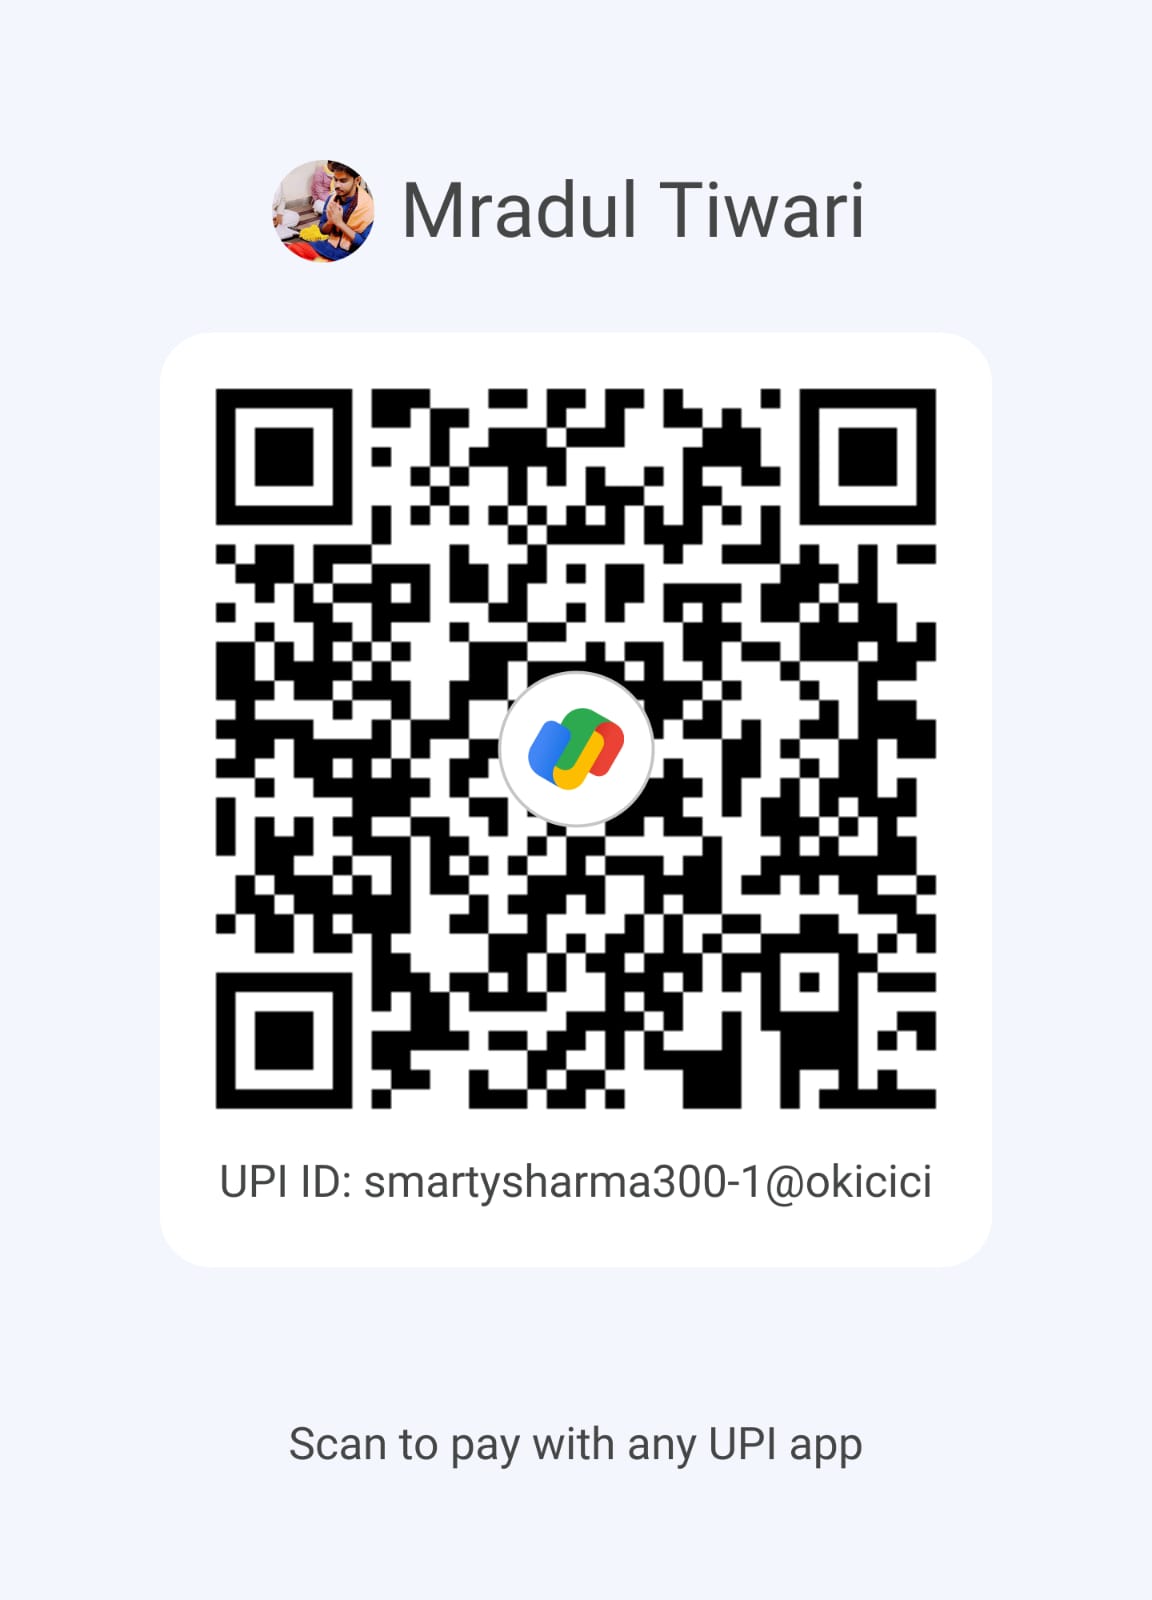 Mradul Tiwari
UPI ID: smartysharma300-1@okicici
Scan to pay with any UPI app